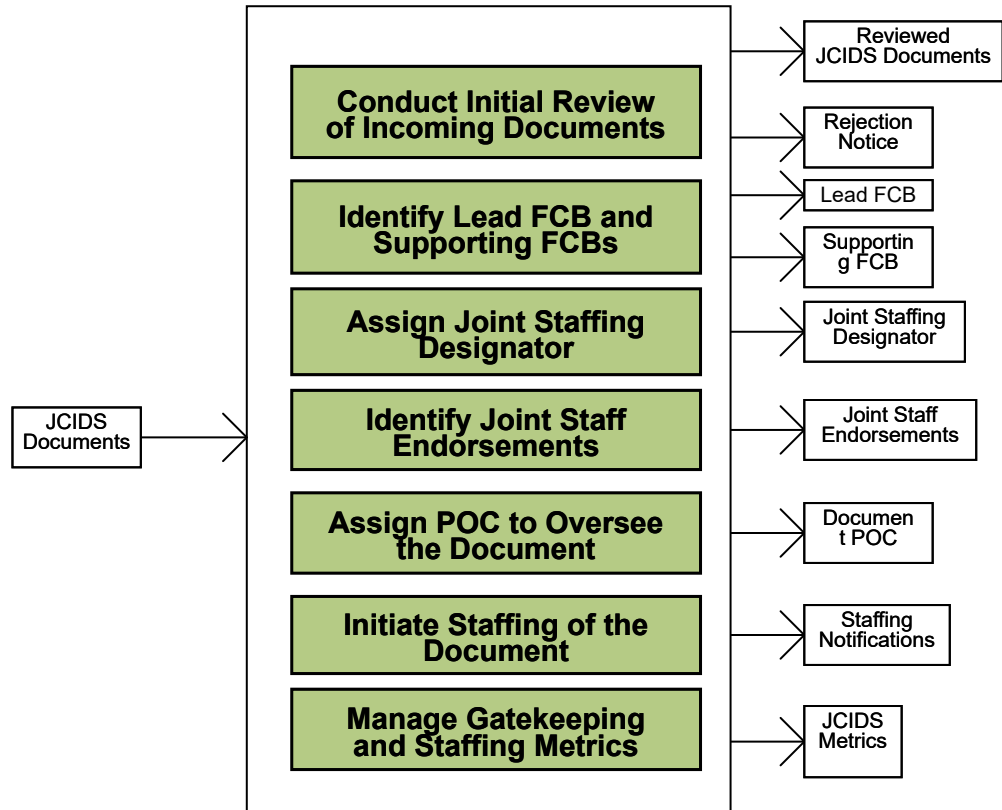 JCIDS
Documents
Conduct Initial Review
of Incoming Documents
Identify Lead FCB and
Supporting FCBs
Assign Joint Staffing
Designator
Identify Joint Staff
Endorsements
Assign POC to Oversee
the Document
Initiate Staffing of the
Document
Manage Gatekeeping
and Staffing Metrics
Reviewed
JCIDS Documents
Rejection
Notice
Lead FCB
Supportin
g FCB
Joint Staffing
Designator
Joint Staff
Endorsements
Documen
t POC
Staffing
Notifications
JCIDS
Metrics